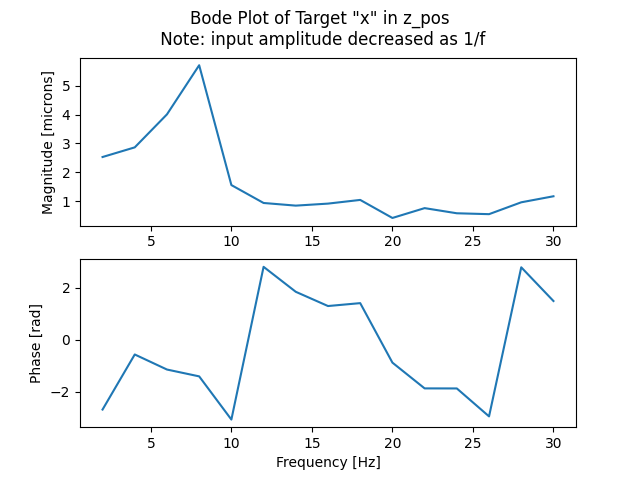 Bode Plot of Target "x" in z_pos
Note: input amplitude decreased as 1/f
Magnitude [microns]
5
4
3
2
1
5 10 15 20 25 30
Phase [rad]
2
0
−2
5 10 15 20 25 30
Frequency [Hz]